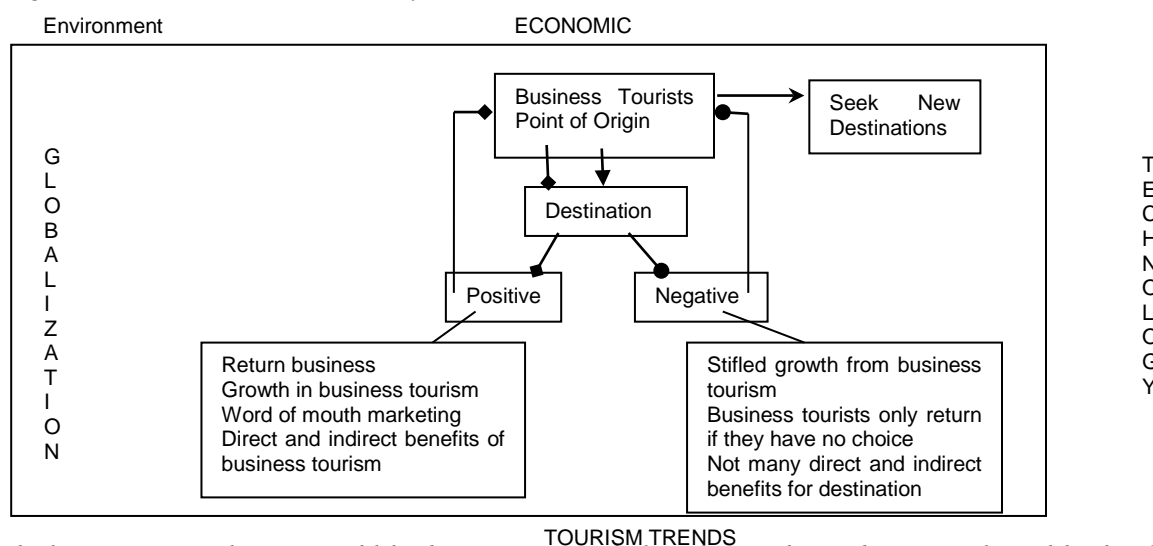 Environment
ECONOMIC
GLOBALIZATION
Business Tourists
Point of Origin
Seek New
Destinations
Destination
Positive
Negative
Return business
Growth in business tourism
Word of mouth marketing
Direct and indirect benefits of
business tourism
Stifled growth from business
tourism
Business tourists only return
if they have no choice
Not many direct and indirect
benefits for destination
TECHNOLOGY
TOURISM TRENDS